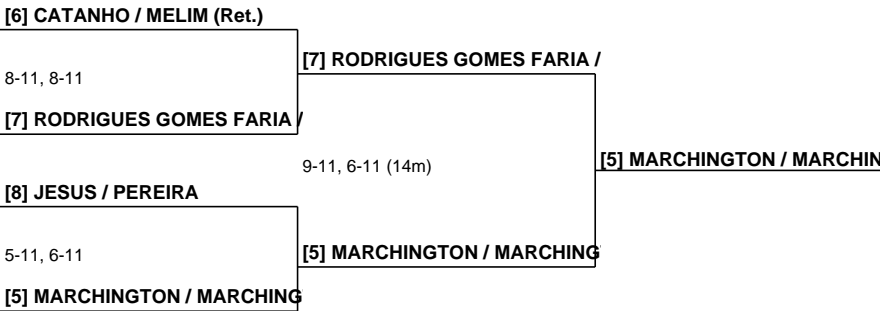 [6] CATANHO / MELIM (Ret.)
8-11, 8-11
[7] RODRIGUES GOMES FARIA /
[8] JESUS / PEREIRA
5-11, 6-11
[5] MARCHINGTON / MARCHING
[7] RODRIGUES GOMES FARIA /
9-11, 6-11 (14m)
[5] MARCHINGTON / MARCHING
[5] MARCHINGTON / MARCHIN